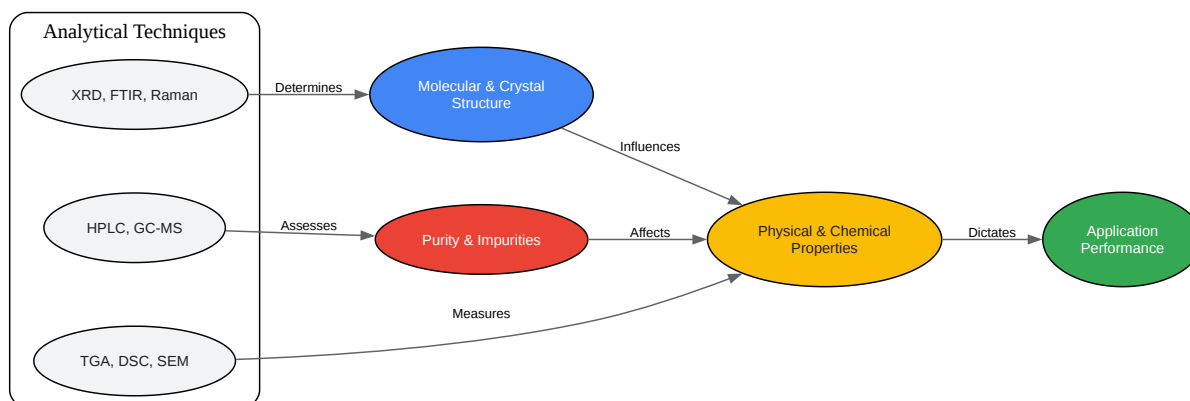 Analytical Techniques
XRD, FTIR, Raman
Determines
Molecular & Crystal
Structure
Influences
HPLC, GC-MS
Assesses
Purity & Impurities
Affects
Physical & Chemical
Properties
Dictates
Application
Performance
Measures
TGA, DSC, SEM